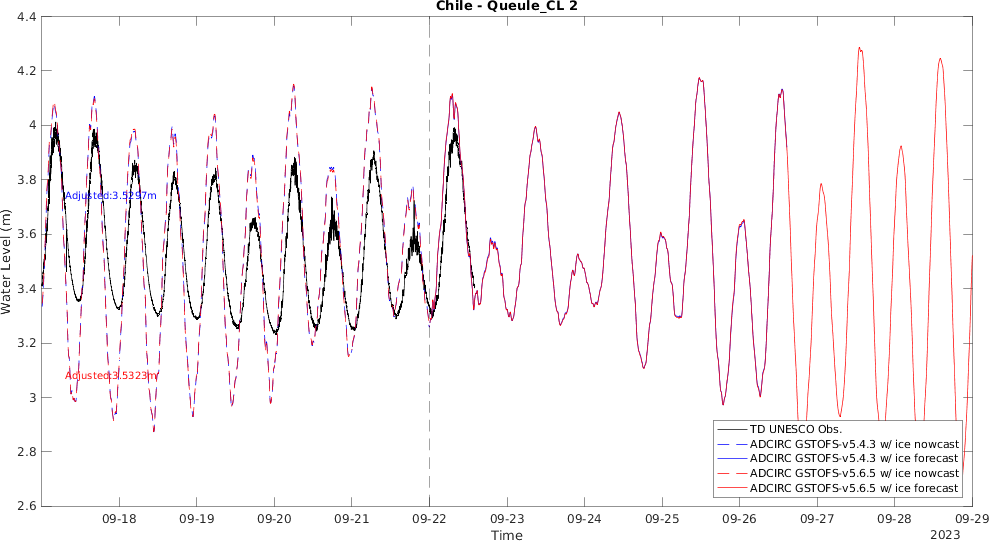 Chile - Queule_CL 2
4.4
4.2
4
3.8
3.6
3.4
3.2
3
2.8
2.6
Water Level (m)
Adjusted:3.5297m
Adjusted:3.5323m
TD UNESCO Obs.
ADCIRC GSTOFS-v5.4.3 w/ ice nowcast
ADCIRC GSTOFS-v5.4.3 w/ ice forecast
ADCIRC GSTOFS-v5.6.5 w/ ice nowcast
ADCIRC GSTOFS-v5.6.5 w/ ice forecast
09-18 09-19 09-20 09-21 09-22 09-23 09-24 09-25 09-26 09-27 09-28 09-29
Time
2023